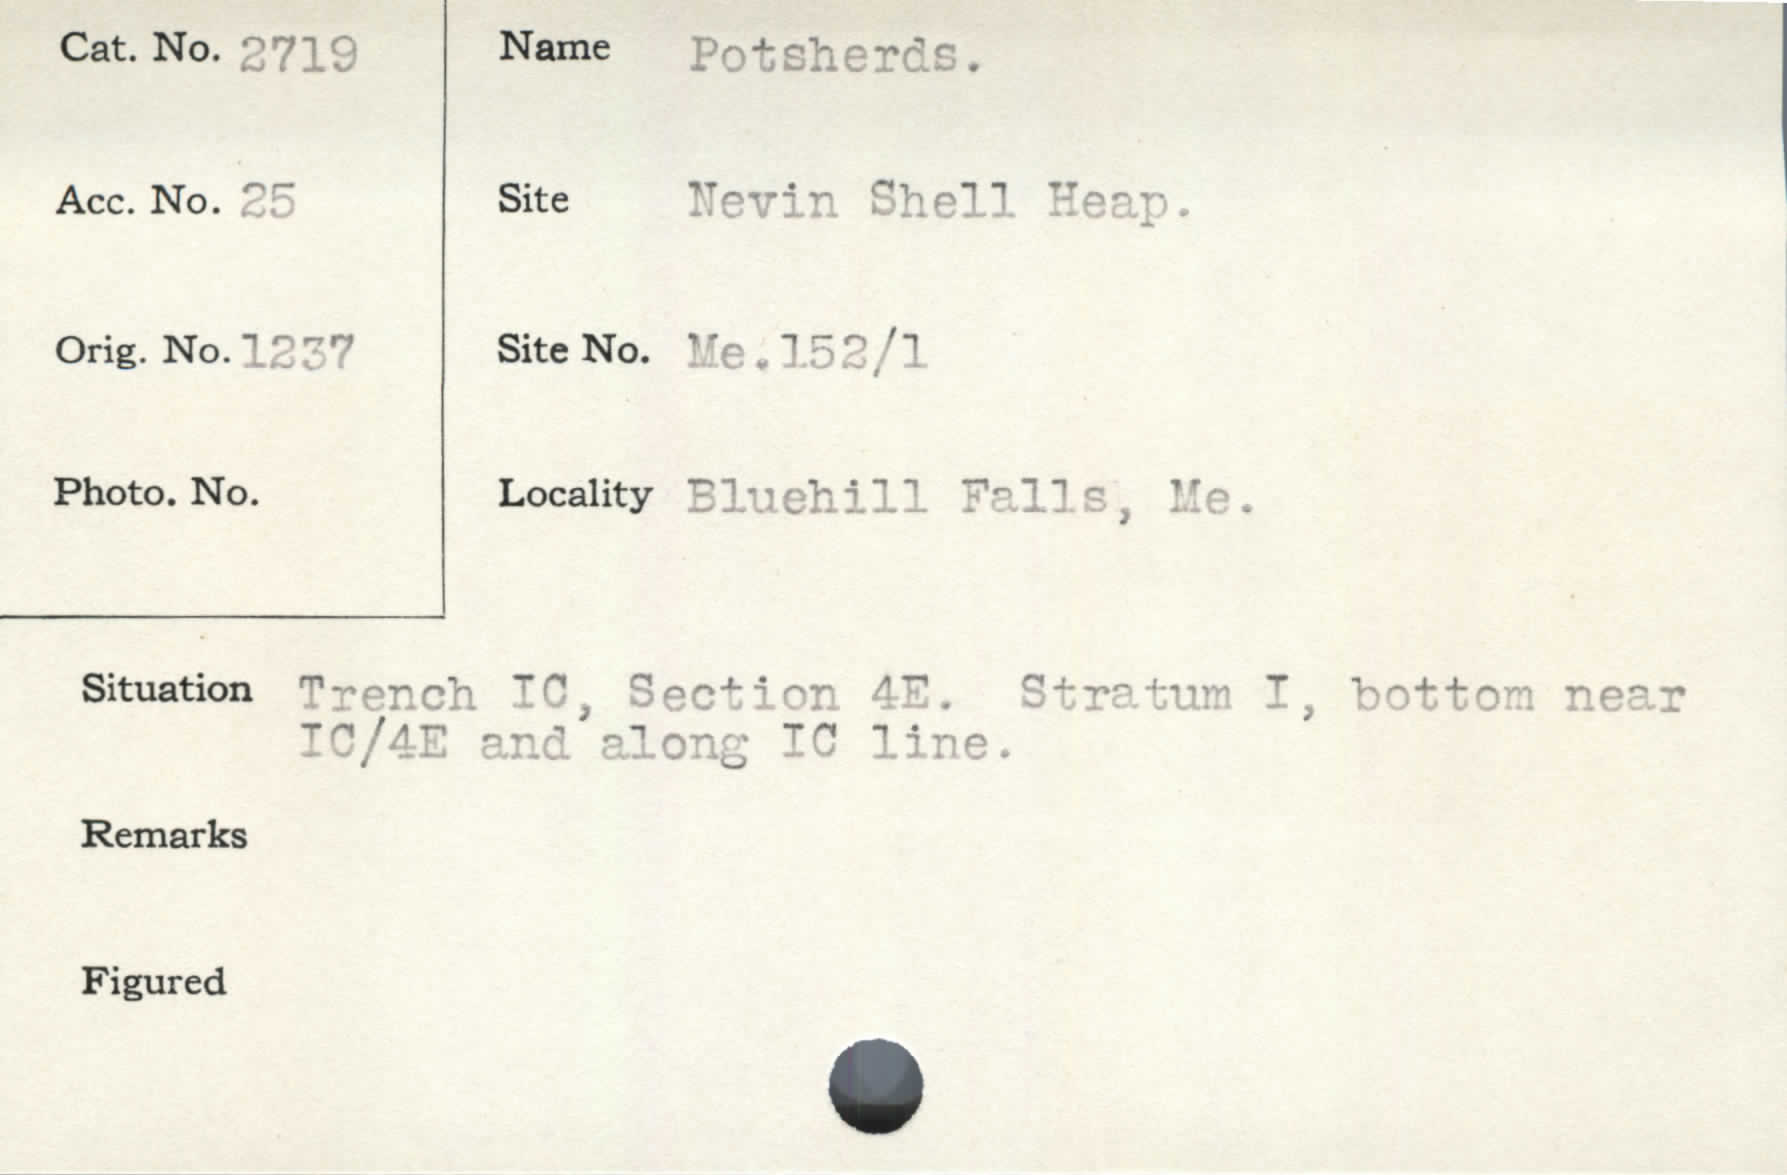 Cat. No. 2719
Name Potsherds.
Acc. No. 25
Site Nevin Shell Heap.
Orig. No. 1237
Site No. Me.152/1
Photo. No.
Locality Bluehill Falls, Me.
Situation Trench IC, Section 4E. Stratum I, bottom near
IC/4E and along IC line.
Remarks
Figured